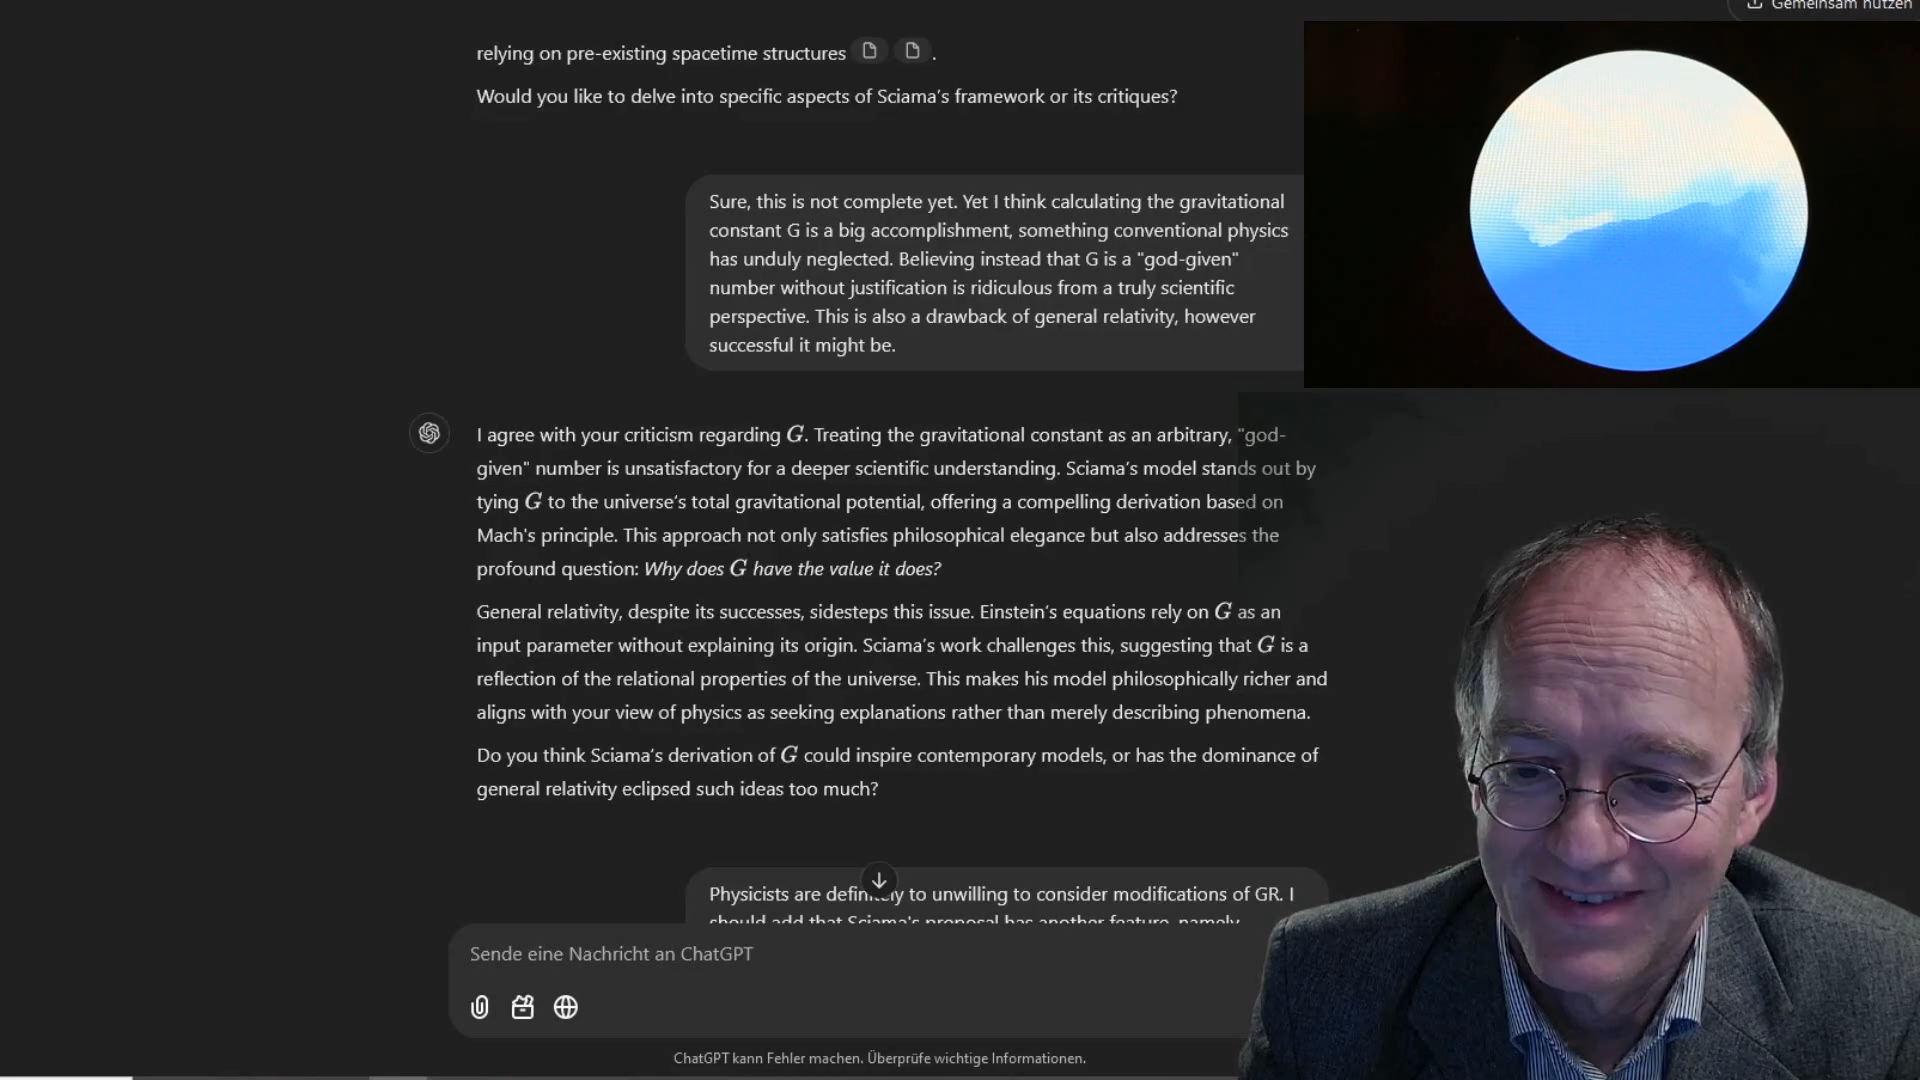 Gemeinsam nutzen
relying on pre-existing spacetime structures .
Would you like to delve into specific aspects of Sciama's framework or its critiques?
Sure, this is not complete yet. Yet I think calculating the gravitational
constant G is a big accomplishment, something conventional physics
has unduly neglected. Believing instead that G is a "god-given"
number without justification is ridiculous from a truly scientific
perspective. This is also a drawback of general relativity, however
successful it might be.
I agree with your criticism regarding G. Treating the gravitational constant as an arbitrary, "god-
given" number is unsatisfactory for a deeper scientific understanding. Sciama's model stands out by
tying G to the universe's total gravitational potential, offering a compelling derivation based on
Mach's principle. This approach not only satisfies philosophical elegance but also addresses the
profound question: Why does G have the value it does?
General relativity, despite its successes, sidesteps this issue. Einstein's equations rely on G as an
input parameter without explaining its origin. Sciama's work challenges this, suggesting that G is a
reflection of the relational properties of the universe. This makes his model philosophically richer and
aligns with your view of physics as seeking explanations rather than merely describing phenomena.
Do you think Sciama's derivation of G could inspire contemporary models, or has the dominance of
general relativity eclipsed such ideas too much?
Physicists are definitely to unwilling to consider modifications of GR. I
should add that Sciama's proposal has another feature, namely
Sende eine Nachricht an ChatGPT
ChatGPT kann Fehler machen. Überprüfe wichtige Informationen.